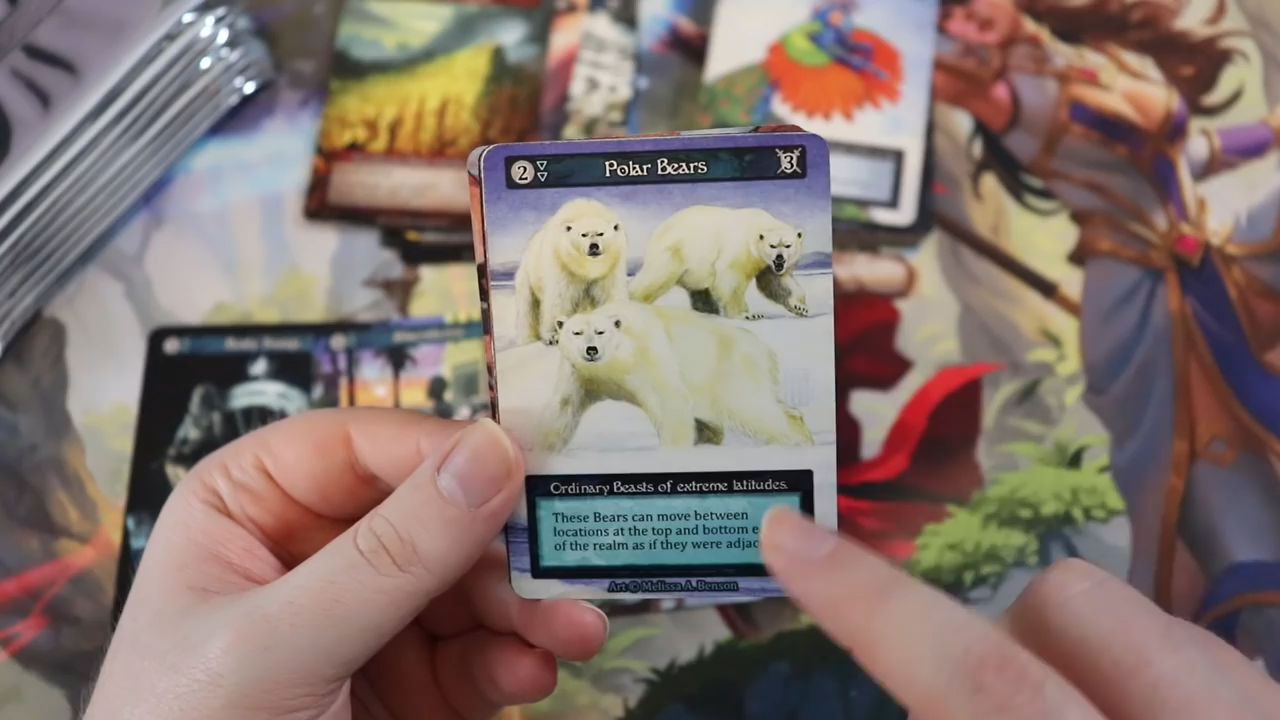 2 Polar Bears 3
Ordinary Beasts of extreme latitudes.
These Bears can move between
locations at the top and bottom e
of the realm as if they were adjac
Art © Melissa A. Benson